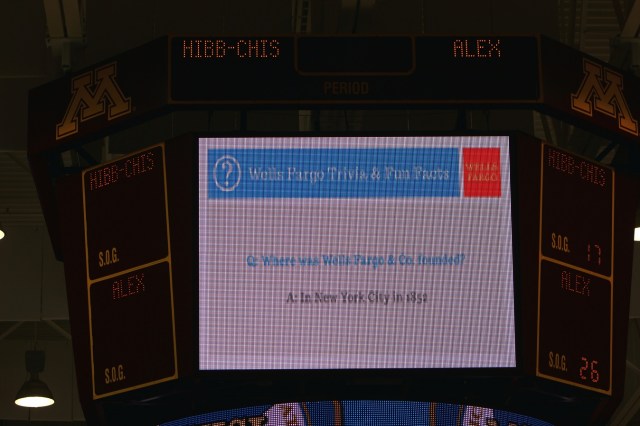 HIBB-CHIS ALEX
PERIOD
M M
HIBB-CHIS
S.O.G.
ALEX
S.O.G.
? Wells Fargo Trivia & Fun Facts WELLS FARGO
Q: Where was Wells Fargo & Co. founded?
A: In New York City in 1852
HIBB-CHIS
S.O.G. 17
ALEX
S.O.G. 26